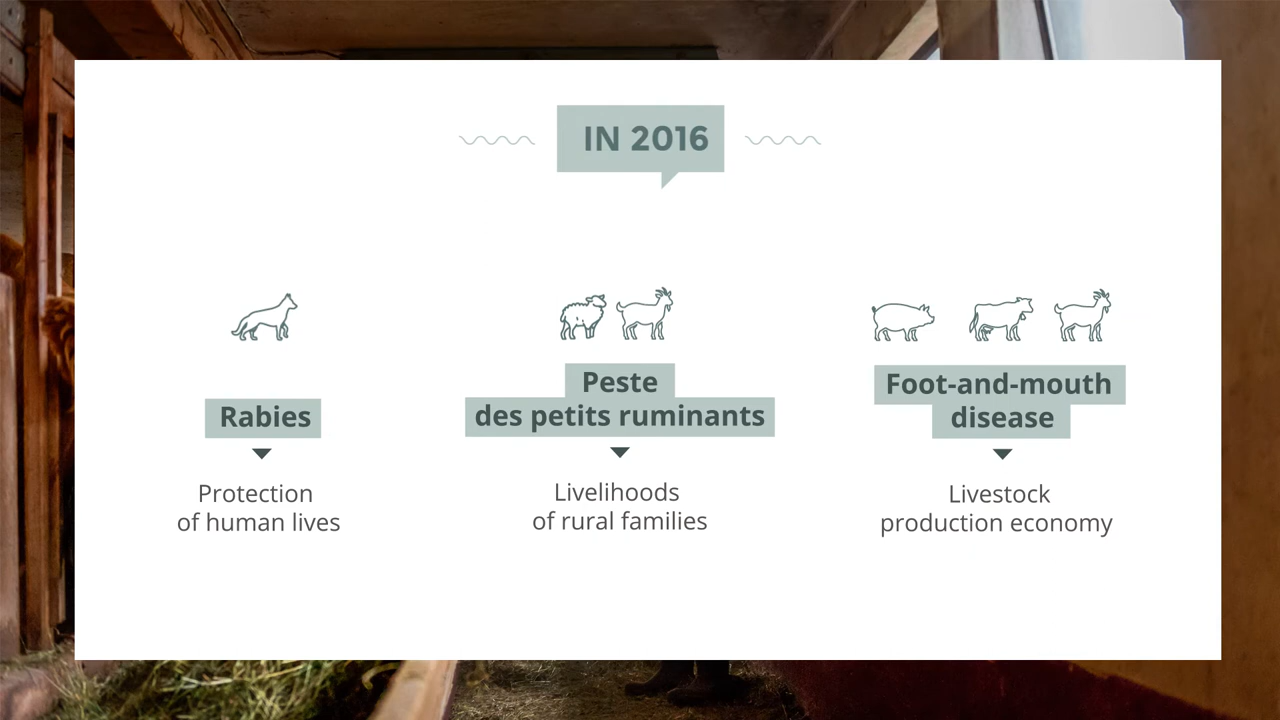 IN 2016
Rabies
Protection
of human lives
Peste
des petits ruminants
Livelihoods
of rural families
Foot-and-mouth
disease
Livestock
production economy